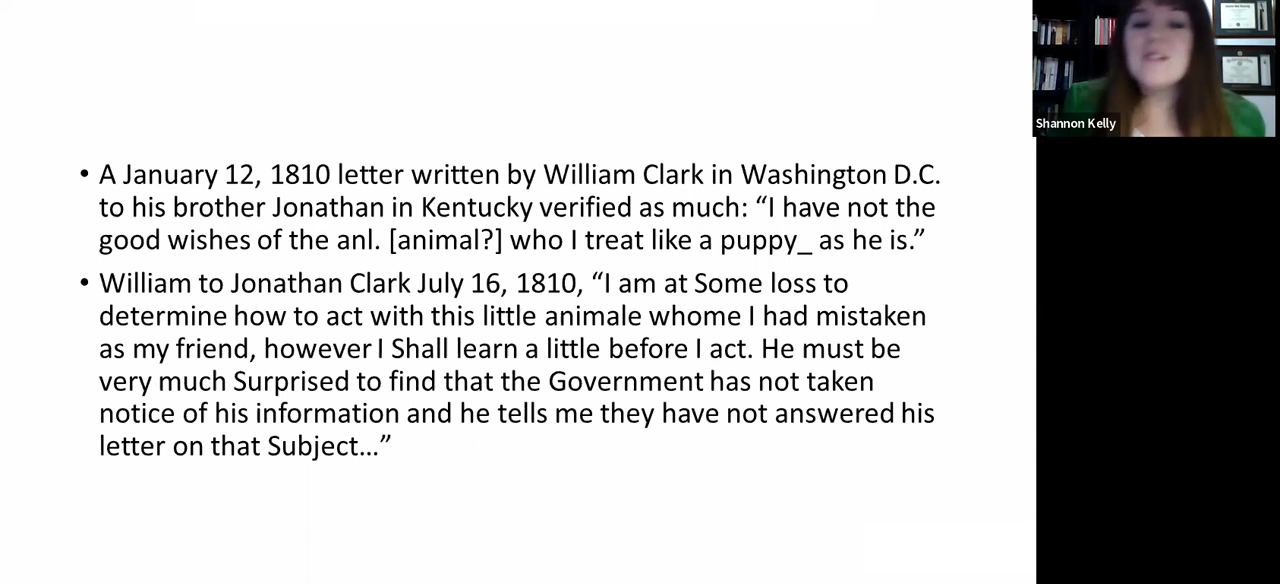 • A January 12, 1810 letter written by William Clark in Washington D.C.
to his brother Jonathan in Kentucky verified as much: “I have not the
good wishes of the anl. [animal?] who I treat like a puppy_ as he is.”
• William to Jonathan Clark July 16, 1810, “I am at Some loss to
determine how to act with this little animale whome I had mistaken
as my friend, however I Shall learn a little before I act. He must be
very much Surprised to find that the Government has not taken
notice of his information and he tells me they have not answered his
letter on that Subject…”
Shannon Kelly